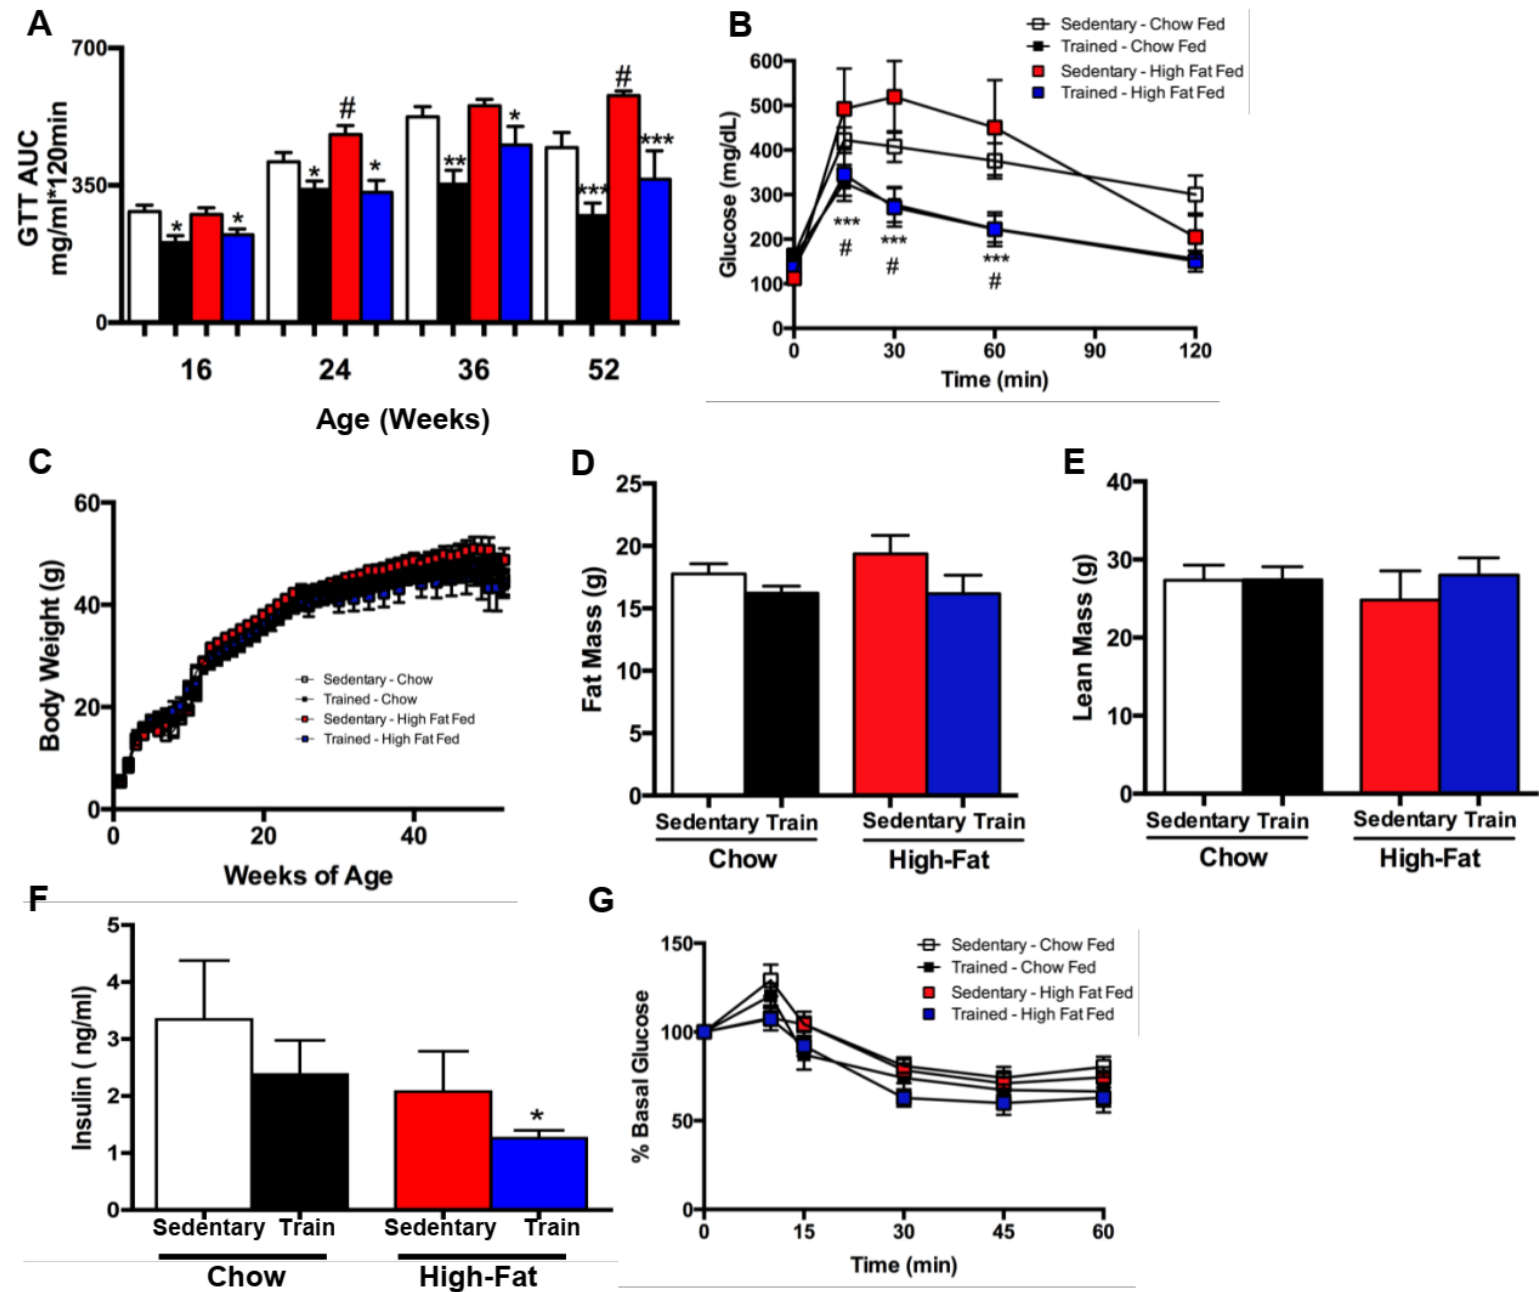 A
700
350
0
GTT AUC
mg/ml*120min
* * * # * ** * *** # ***
16 24 36 52
Age (Weeks)
B
Sedentary - Chow Fed
Trained - Chow Fed
Sedentary - High Fat Fed
Trained - High Fat Fed
600
500
400
300
200
100
0
Glucose (mg/dL)
*** *** ***
# # #
0 30 60 90 120
Time (min)
C
60
40
20
0
Body Weight (g)
Sedentary - Chow
Trained - Chow
Sedentary - High Fat Fed
Trained - High Fat Fed
0 20 40
Weeks of Age
D
25
20
15
10
5
0
Fat Mass (g)
Sedentary Train Sedentary Train
Chow High-Fat
E
40
30
20
10
0
Lean Mass (g)
Sedentary Train Sedentary Train
Chow High-Fat
F
5
4
3
2
1
0
Insulin ( ng/ml)
*
Sedentary Train Sedentary Train
Chow High-Fat
G
Sedentary - Chow Fed
Trained - Chow Fed
Sedentary - High Fat Fed
Trained - High Fat Fed
150
100
50
0
% Basal Glucose
0 15 30 45 60
Time (min)